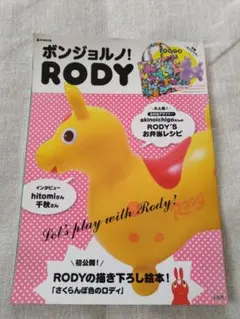 ボンジョルノ!
RODY
大人気!
akinoichigoさんの
RODY'S
お弁当レシピ
インタビュー
hitomiさん
千秋さん
Let's play with Rody!
初公開!
RODYの描き下ろし絵本!
「さくらんぼ色のロディ」